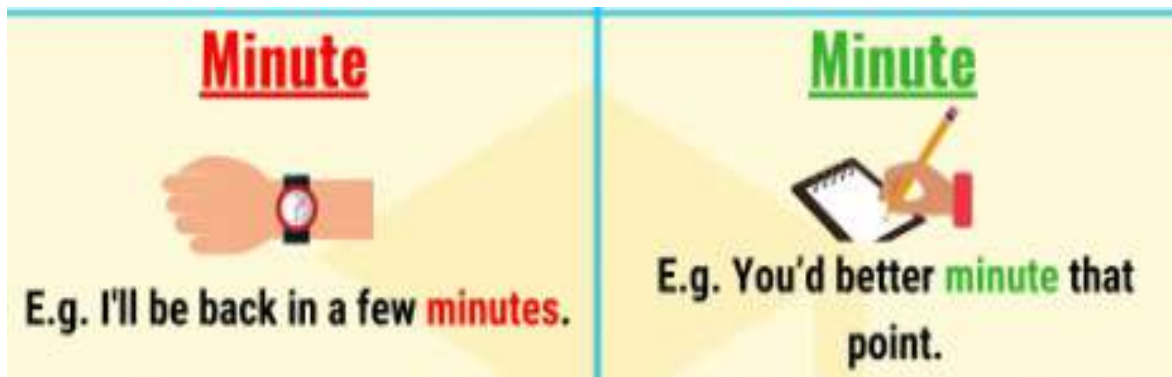 Minute
E.g. I'll be back in a few minutes.
Minute
E.g. You'd better minute that
point.